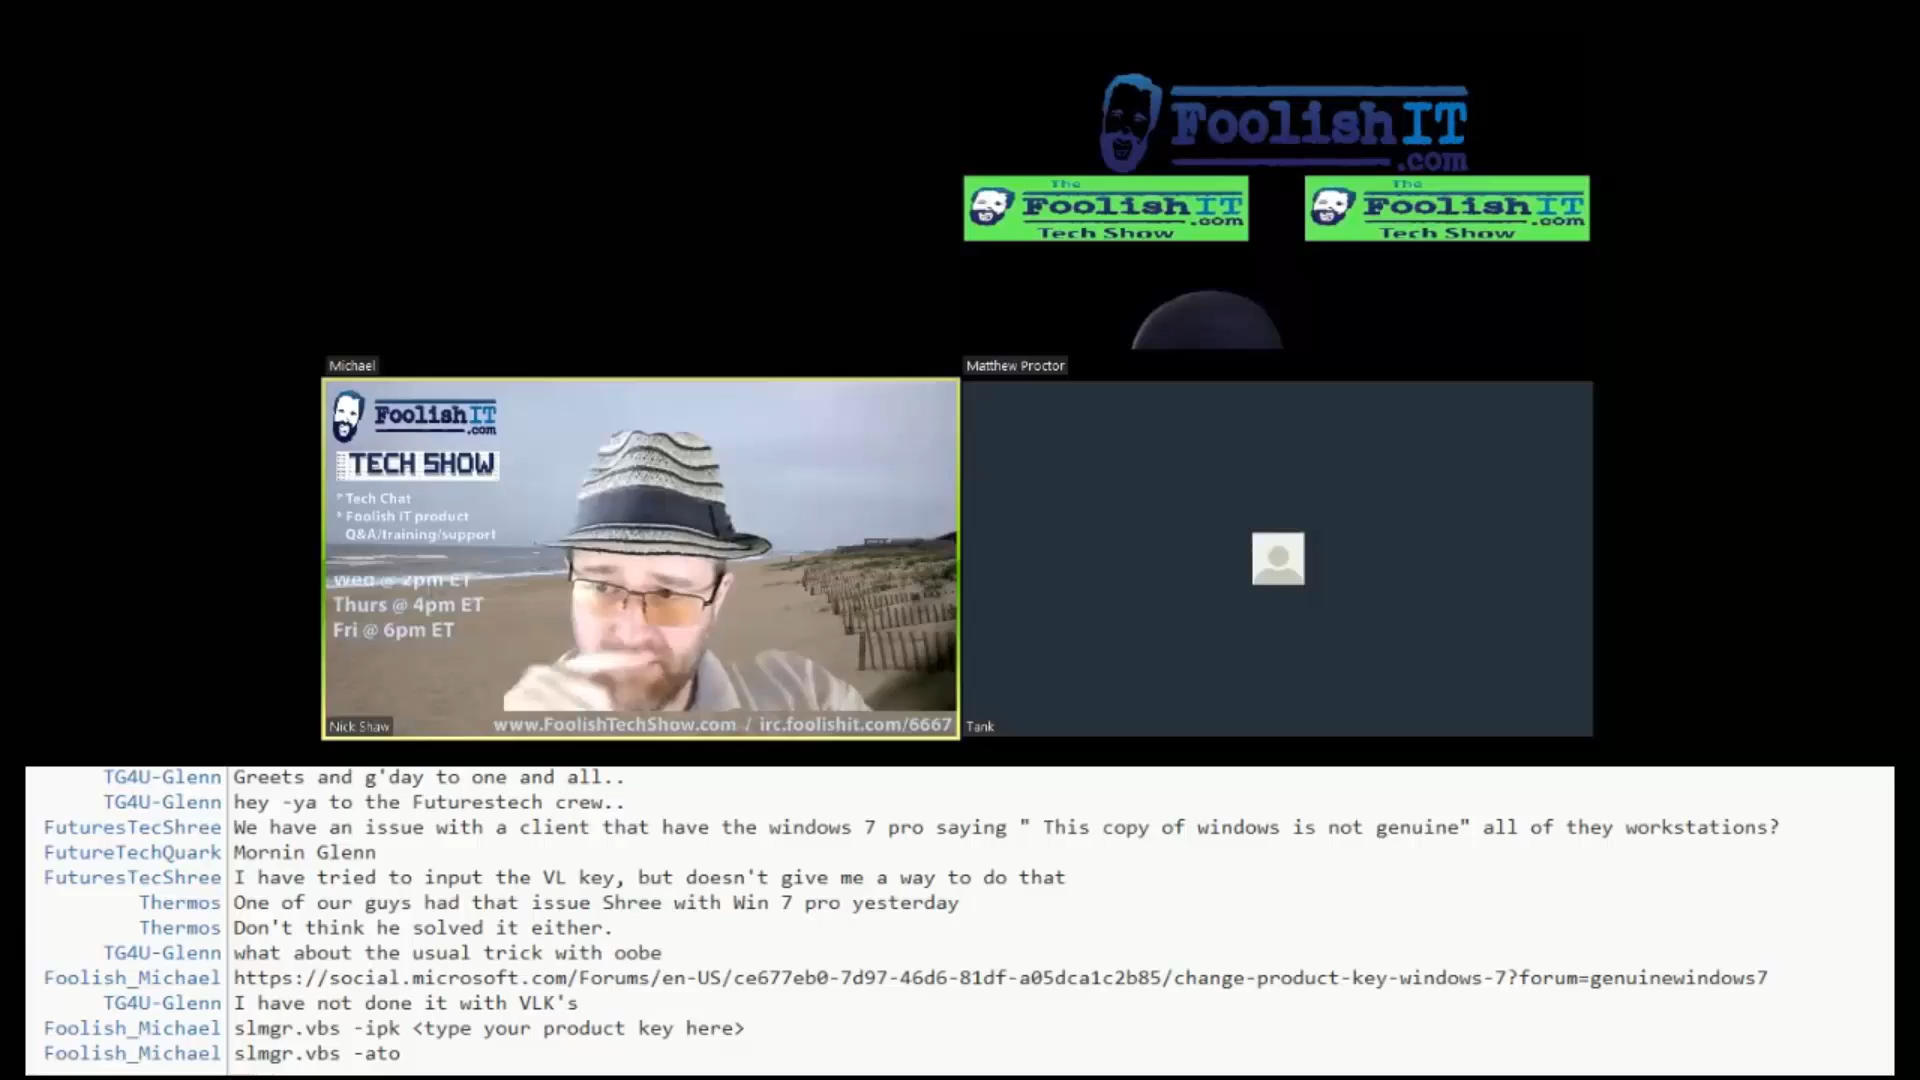 FoolishIT
.com
The
FoolishIT
.com
Tech Show
The
FoolishIT
.com
Tech Show
Michael
Matthew Proctor
FoolishIT
.com
TECH SHOW
* Tech Chat
* Foolish IT product
Q&A/training/support
Wed @ 2pm ET
Thurs @ 4pm ET
Fri @ 6pm ET
Nick Shaw
www.FoolishTechShow.com / irc.foolishit.com/6667
Tank
TG4U-Glenn Greets and g'day to one and all..
TG4U-Glenn hey -ya to the Futurestech crew..
FuturesTecShree We have an issue with a client that have the windows 7 pro saying " This copy of windows is not genuine" all of they workstations?
FutureTechQuark Mornin Glenn
FuturesTecShree I have tried to input the VL key, but doesn't give me a way to do that
Thermos One of our guys had that issue Shree with Win 7 pro yesterday
Thermos Don't think he solved it either.
TG4U-Glenn what about the usual trick with oobe
Foolish_Michael https://social.microsoft.com/Forums/en-US/ce677eb0-7d97-46d6-81df-a05dca1c2b85/change-product-key-windows-7?forum=genuinewindows7
TG4U-Glenn I have not done it with VLK's
Foolish_Michael slmgr.vbs -ipk <type your product key here>
Foolish_Michael slmgr.vbs -ato